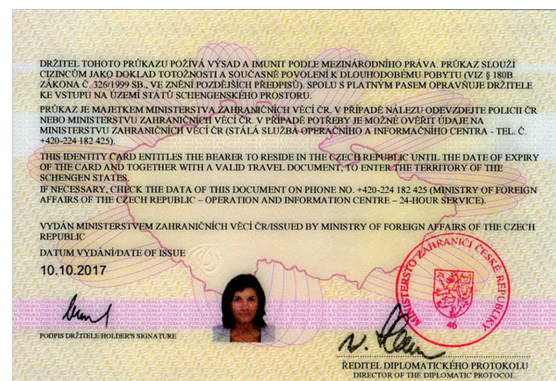 DRŽITEL TOHOTO PRŮKAZU POŽÍVÁ VÝSAD A IMUNIT PODLE MEZINÁRODNÍHO PRÁVA. PRŮKAZ SLOUŽÍ
CIZINCŮM JAKO DOKLAD TOTOŽNOSTI A SOUČASNĚ POVOLENÍ K DLOUHODOBÉMU POBYTU (VIZ § 180B
ZÁKONA Č. 326/1999 SB., VE ZNĚNÍ POZDĚJŠÍCH PŘEDPISŮ). SPOLU S PLATNÝM PASEM OPRAVŇUJE DRŽITELE
KE VSTUPU NA ÚZEMÍ STÁTŮ SCHENGENSKÉHO PROSTORU.
PRŮKAZ JE MAJETKEM MINISTERSTVA ZAHRANIČNÍCH VĚCÍ ČR. V PŘÍPADĚ NÁLEZU ODEVZDEJTE POLICII ČR
NEBO MINISTERSTVU ZAHRANIČNÍCH VĚCÍ ČR. V PŘÍPADĚ POTŘEBY JE MOŽNÉ OVĚŘIT ÚDAJE NA
MINISTERSTVU ZAHRANIČNÍCH VĚCÍ ČR (STÁLÁ SLUŽBA OPERAČNÍHO A INFORMAČNÍHO CENTRA - TEL. Č.
+420-224 182 425).
THIS IDENTITY CARD ENTITLES THE BEARER TO RESIDE IN THE CZECH REPUBLIC UNTIL THE DATE OF EXPIRY
OF THE CARD AND TOGETHER WITH A VALID TRAVEL DOCUMENT, TO ENTER THE TERRITORY OF THE
SCHENGEN STATES.
IF NECESSARY, CHECK THE DATA OF THIS DOCUMENT ON PHONE NO. +420-224 182 425 (MINISTRY OF FOREIGN
AFFAIRS OF THE CZECH REPUBLIC – OPERATION AND INFORMATION CENTRE – 24-HOUR SERVICE).
VYDÁN MINISTERSTVEM ZAHRANIČNÍCH VĚCÍ ČR/ISSUED BY MINISTRY OF FOREIGN AFFAIRS OF THE CZECH
REPUBLIC
DATUM VYDÁNÍ/DATE OF ISSUE
10.10.2017
MINISTERSTVO ZAHRANIČÍ ČESKÉ REPUBLIKY
46
PODPIS DRŽITELE/HOLDER'S SIGNATURE
ŘEDITEL DIPLOMATICKÉHO PROTOKOLU
DIRECTOR OF THE DIPLOMATIC PROTOCOL